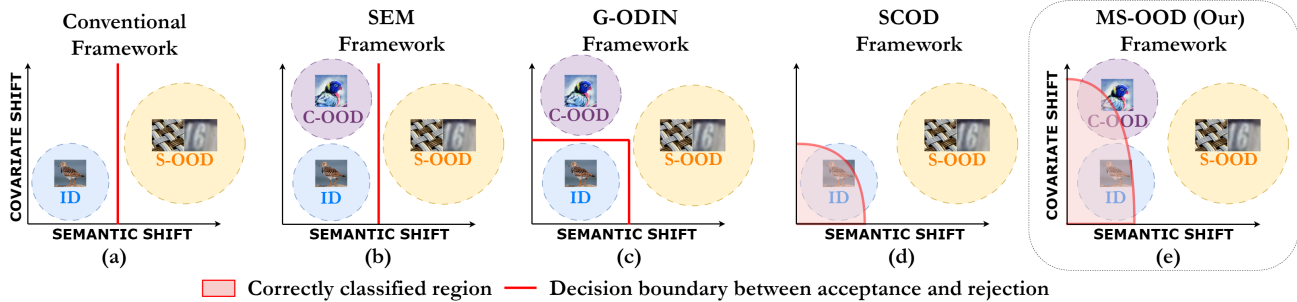 Conventional
Framework
SEM
Framework
G-ODIN
Framework
SCOD
Framework
MS-OOD (Our)
Framework
COVARIATE SHIFT
S-OOD
ID
SEMANTIC SHIFT
(a)
C-OOD
S-OOD
ID
SEMANTIC SHIFT
(b)
C-OOD
S-OOD
ID
SEMANTIC SHIFT
(c)
S-OOD
ID
SEMANTIC SHIFT
(d)
COVARIATE SHIFT
C-OOD
S-OOD
ID
SEMANTIC SHIFT
(e)
Correctly classified region
Decision boundary between acceptance and rejection